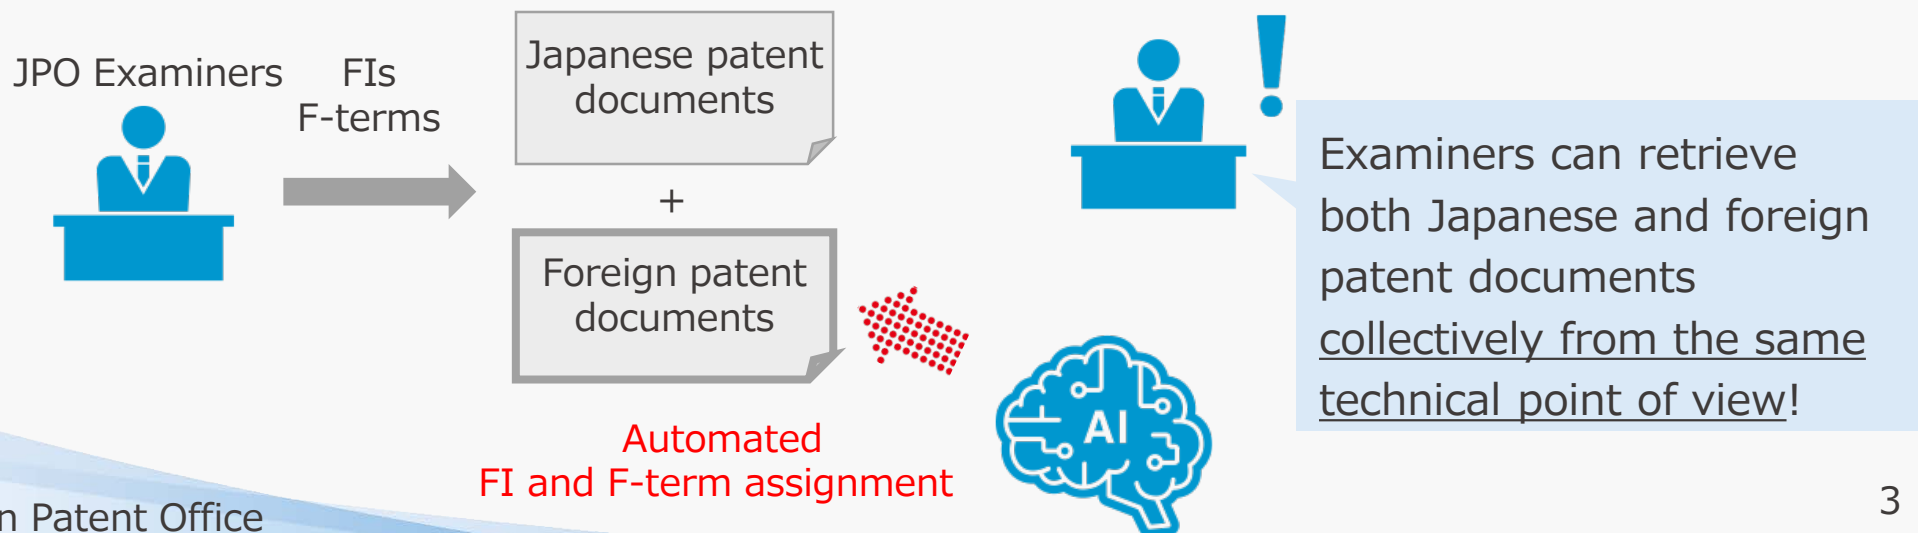 JPO Examiners
FIs
F-terms
Japanese patent
documents
+
Foreign patent
documents
Automated
FI and F-term assignment
AI
Examiners can retrieve
both Japanese and foreign
patent documents
collectively from the same
technical point of view!
n Patent Office
3